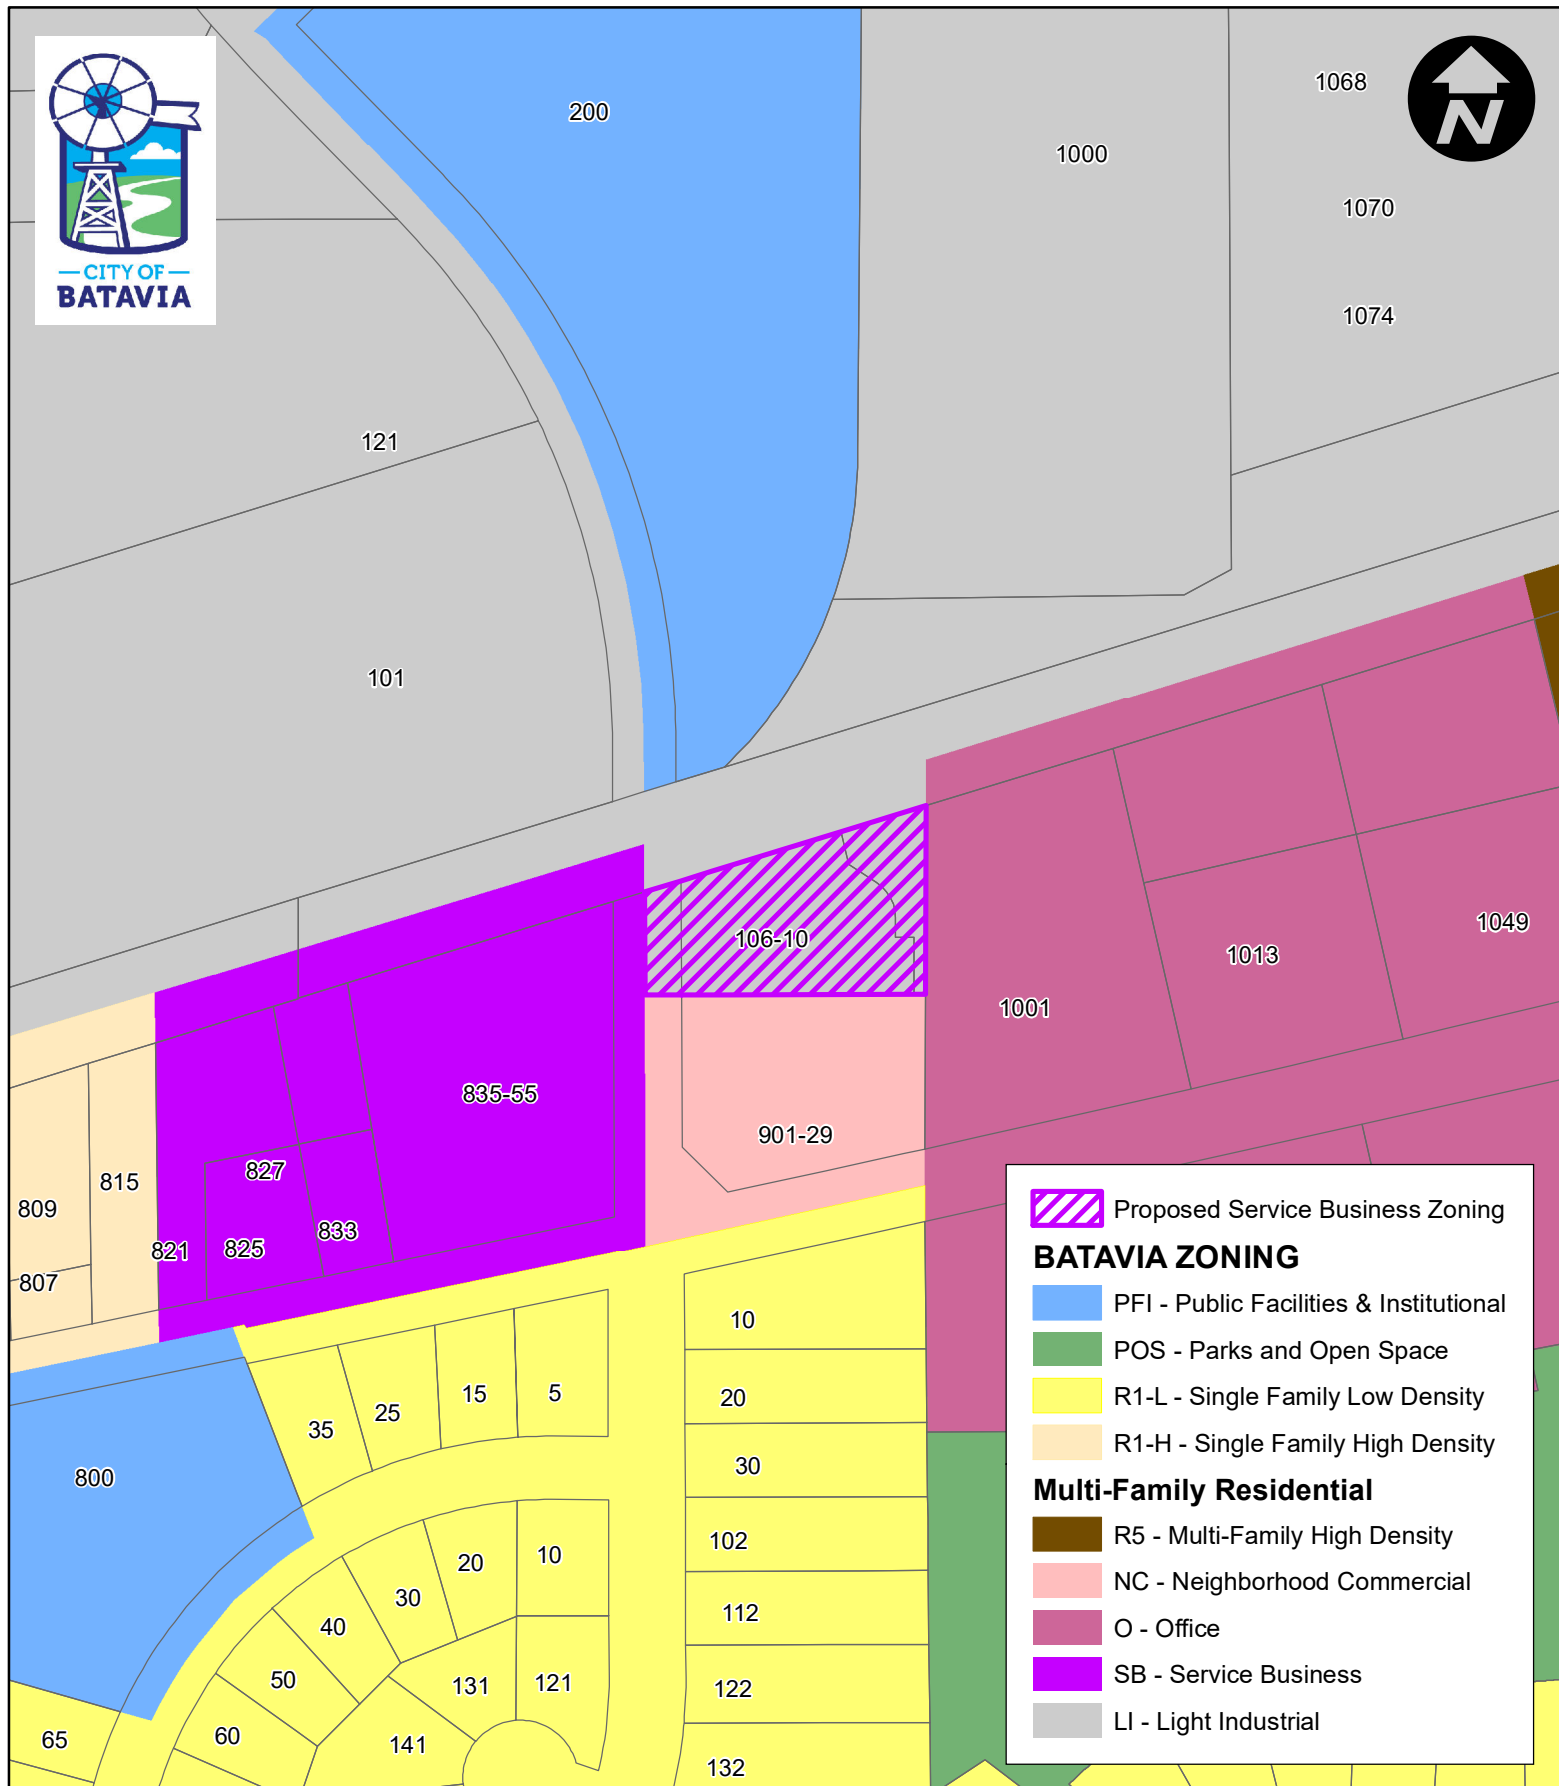 200
1068
1000
1070
1074
N
— CITY OF —
BATAVIA
121
101
106-10
1049
1013
1001
835-55
901-29
827
815
809
833
825
821
807
Proposed Service Business Zoning
BATAVIA ZONING
PFI - Public Facilities & Institutional
POS - Parks and Open Space
R1-L - Single Family Low Density
R1-H - Single Family High Density
Multi-Family Residential
R5 - Multi-Family High Density
NC - Neighborhood Commercial
O - Office
SB - Service Business
LI - Light Industrial
10
20
30
102
112
122
132
5
15
25
35
800
10
20
30
40
50
60
65
131
121
141